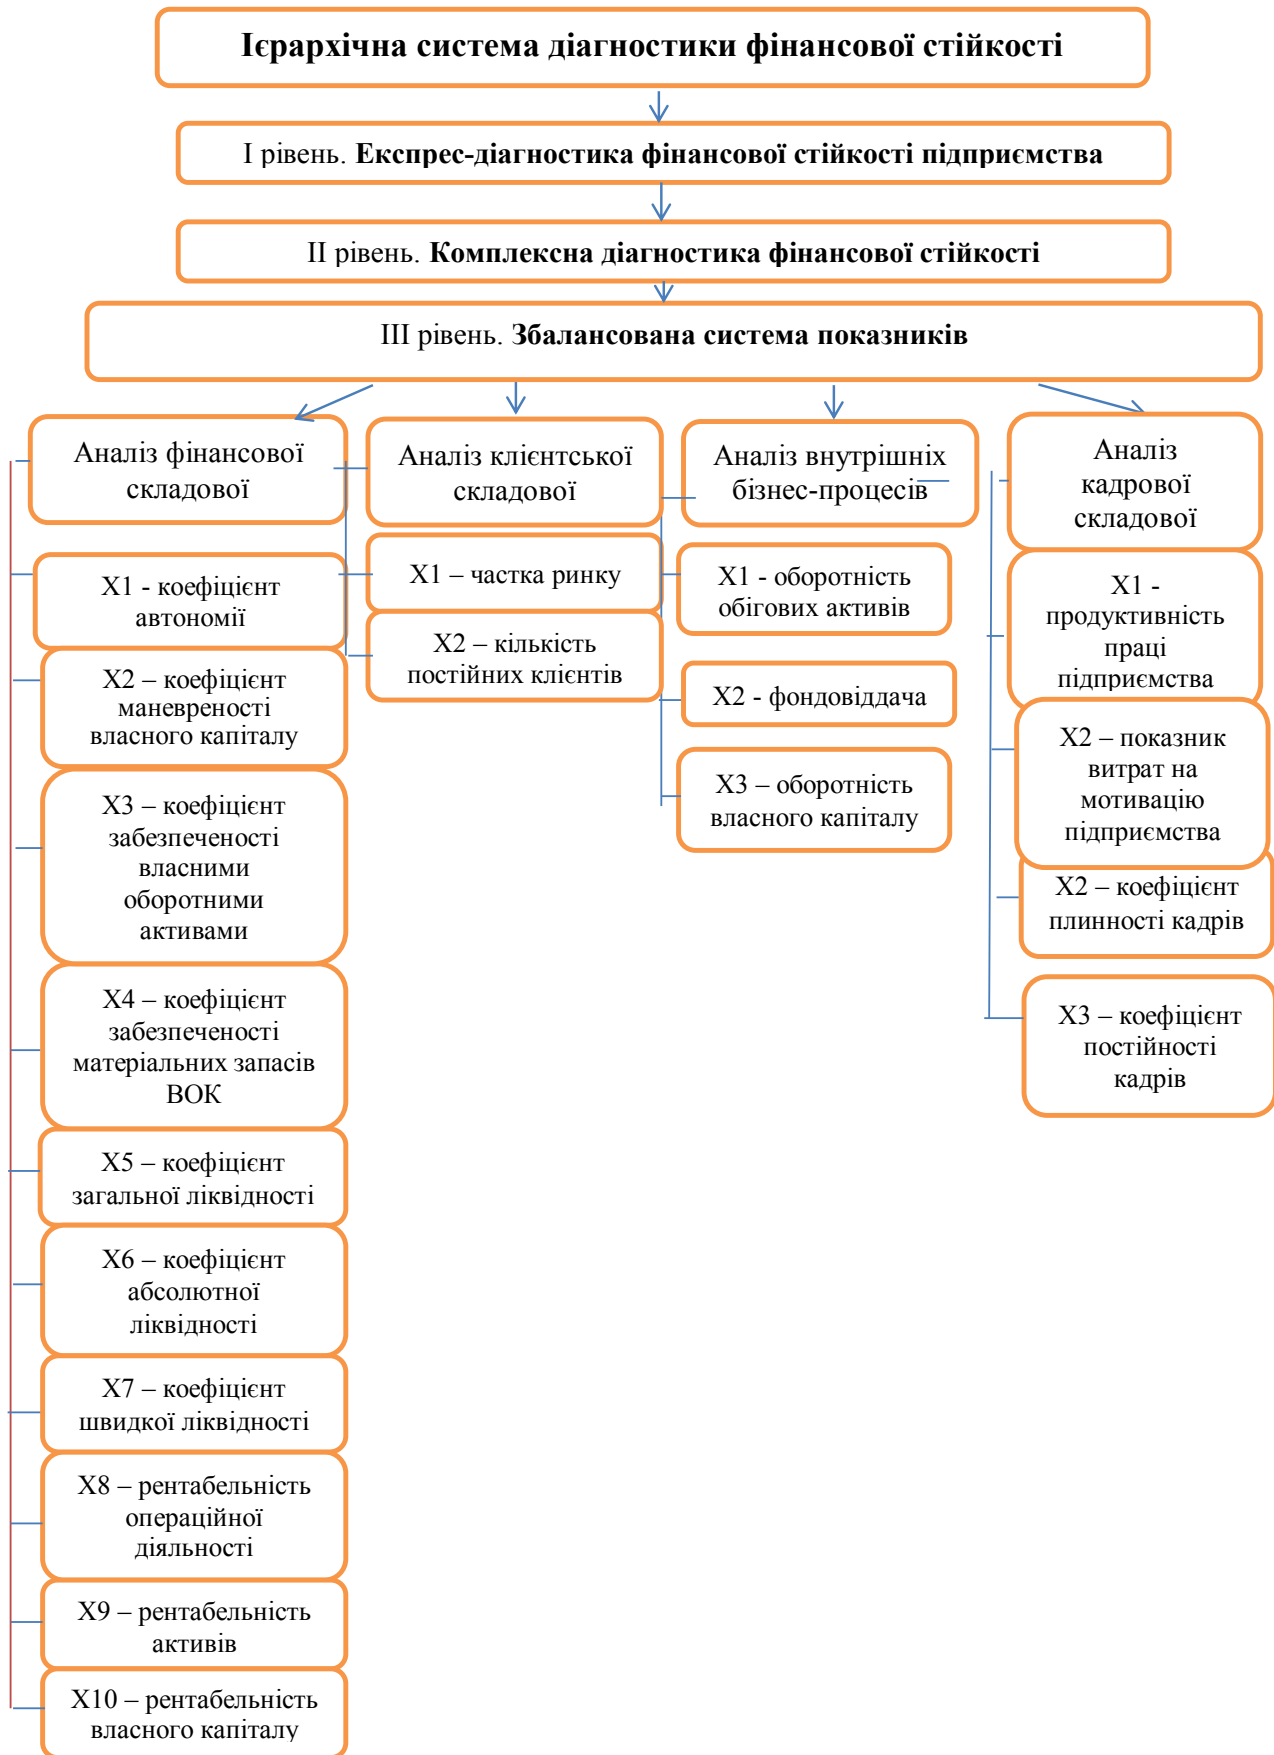 Ієрархічна система діагностики фінансової стійкості
І рівень. Експрес-діагностика фінансової стійкості підприємства
ІІ рівень. Комплексна діагностика фінансової стійкості
ІІІ рівень. Збалансована система показників
Аналіз фінансової
складової
Х1 - коефіцієнт
автономії
Х2 – коефіцієнт
маневреності
власного капіталу
Х3 – коефіцієнт
забезпеченості
власними
оборотними
активами
Х4 – коефіцієнт
забезпеченості
матеріальних запасів
ВОК
Х5 – коефіцієнт
загальної ліквідності
Х6 – коефіцієнт
абсолютної
ліквідності
Х7 – коефіцієнт
швидкої ліквідності
Х8 – рентабельність
операційної
діяльності
Х9 – рентабельність
активів
Х10 – рентабельність
власного капіталу
Аналіз клієнтської
складової
Х1 – частка ринку
Х2 – кількість
постійних клієнтів
Аналіз внутрішніх
бізнес-процесів
Х1 - оборотність
обігових активів
Х2 - фондовіддача
Х3 – оборотність
власного капіталу
Аналіз
кадрової
складової
Х1 -
продуктивність
праці
підприємства
Х2 – показник
витрат на
мотивацію
підприємства
Х2 – коефіцієнт
плинності кадрів
Х3 – коефіцієнт
постійності
кадрів